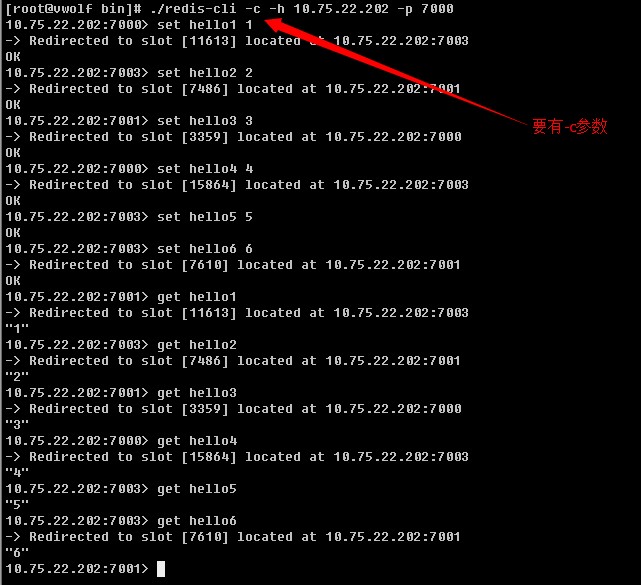 [root@vwolf bin]# ./redis-cli -c -h 10.75.22.202 -p 7000
10.75.22.202:7000> set hello1 1
-> Redirected to slot [11613] located at 10.75.22.202:7003
OK
10.75.22.202:7003> set hello2 2
-> Redirected to slot [7486] located at 10.75.22.202:7001
OK
10.75.22.202:7001> set hello3 3
-> Redirected to slot [3359] located at 10.75.22.202:7000
OK
10.75.22.202:7000> set hello4 4
-> Redirected to slot [15864] located at 10.75.22.202:7003
OK
10.75.22.202:7003> set hello5 5
OK
10.75.22.202:7003> set hello6 6
-> Redirected to slot [7610] located at 10.75.22.202:7001
OK
10.75.22.202:7001> get hello1
-> Redirected to slot [11613] located at 10.75.22.202:7003
"1"
10.75.22.202:7003> get hello2
-> Redirected to slot [7486] located at 10.75.22.202:7001
"2"
10.75.22.202:7001> get hello3
-> Redirected to slot [3359] located at 10.75.22.202:7000
"3"
10.75.22.202:7000> get hello4
-> Redirected to slot [15864] located at 10.75.22.202:7003
"4"
10.75.22.202:7003> get hello5
"5"
10.75.22.202:7003> get hello6
-> Redirected to slot [7610] located at 10.75.22.202:7001
"6"
10.75.22.202:7001>
要有-c参数